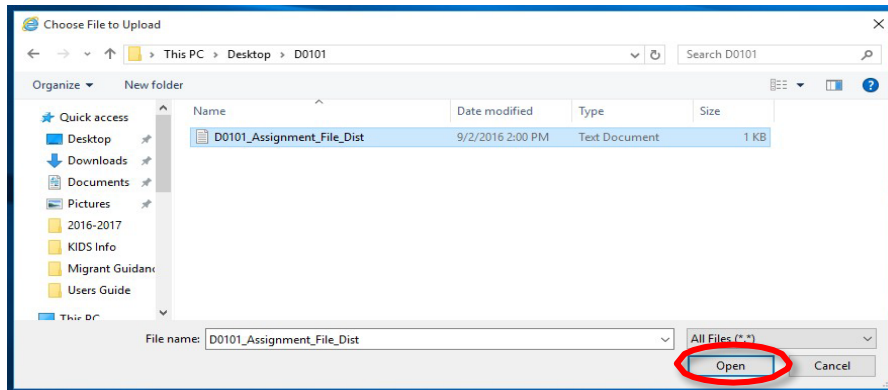 Choose File to Upload
This PC > Desktop > D0101
Search D0101
Organize
New folder
Name
Date modified
Type
Size
Quick access
D0101_Assignment_File_Dist
9/2/2016 2:00 PM
Text Document
1 KB
Desktop
Downloads
Documents
Pictures
2016-2017
KIDS Info
Migrant Guidanc
Users Guide
This PC
File name:
D0101_Assignment_File_Dist
All Files (*.*)
Open
Cancel